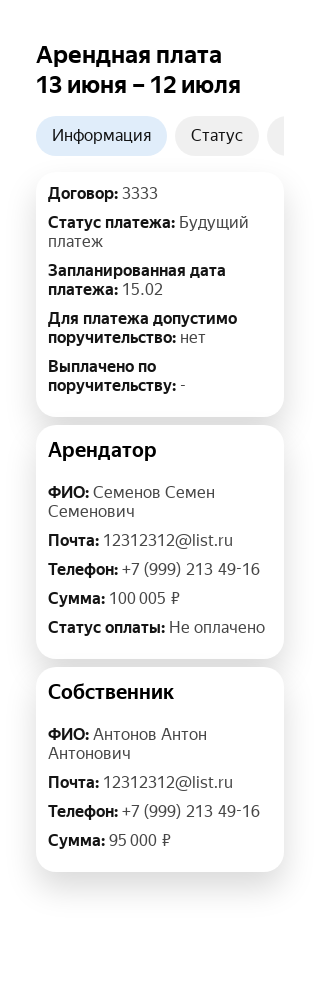 Арендная плата
13 июня – 12 июля
Информация
Статус
Договор: 3333
Статус платежа: Будущий
платеж
Запланированная дата
платежа: 15.02
Для платежа допустимо
поручительство: нет
Выплачено по
поручительству: -
Арендатор
ФИО: Семенов Семен
Семенович
Почта: 12312312@list.ru
Телефон: +7 (999) 213 49-16
Сумма: 100 005 ₽
Статус оплаты: Не оплачено
Собственник
ФИО: Антонов Антон
Антонович
Почта: 12312312@list.ru
Телефон: +7 (999) 213 49-16
Сумма: 95 000 ₽